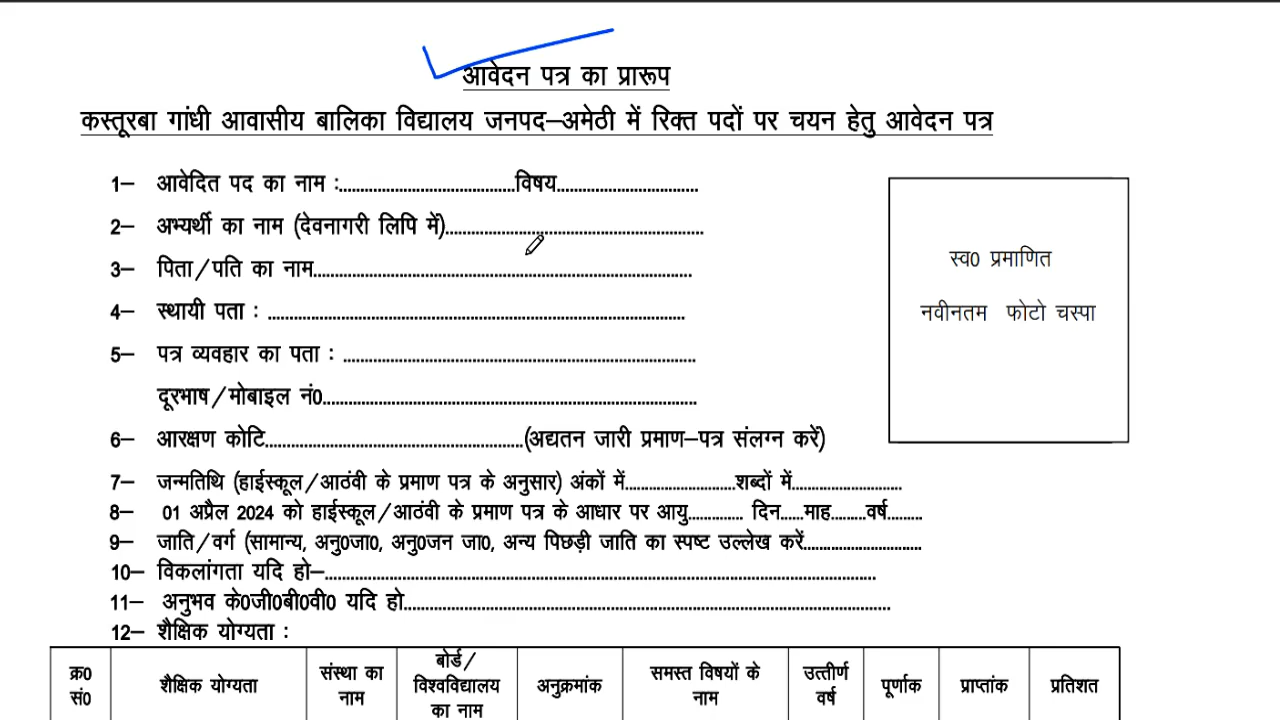 आवेदन पत्र का प्रारूप
कस्तूरबा गांधी आवासीय बालिका विद्यालय जनपद–अमेठी में रिक्त पदों पर चयन हेतु आवेदन पत्र
1– आवेदित पद का नाम :........................................विषय................................
2– अभ्यर्थी का नाम (देवनागरी लिपि में)...........................................................
3– पिता/पति का नाम......................................................................................
4– स्थायी पता : ...............................................................................................
5– पत्र व्यवहार का पता : ................................................................................
दूरभाष/मोबाइल नं0.....................................................................................
6– आरक्षण कोटि...........................................................(अद्यतन जारी प्रमाण–पत्र संलग्न करें)
7– जन्मतिथि (हाईस्कूल/आठंवी के प्रमाण पत्र के अनुसार) अंकों में...........................शब्दों में...........................
8– 01 अप्रैल 2024 को हाईस्कूल/आठंवी के प्रमाण पत्र के आधार पर आयु.............. दिन......माह.........वर्ष.........
9– जाति/वर्ग (सामान्य, अनु0जा0, अनु0जन जा0, अन्य पिछड़ी जाति का स्पष्ट उल्लेख करें.............................
10– विकलांगता यदि हो–.......................................................................................................................................
11– अनुभव के0जी0बी0वी0 यदि हो......................................................................................................................
12– शैक्षिक योग्यता :
स्व0 प्रमाणित
नवीनतम फोटो चस्पा
क्र0 सं0
शैक्षिक योग्यता
संस्था का नाम
बोर्ड/ विश्वविद्यालय का नाम
अनुक्रमांक
समस्त विषयों के नाम
उत्तीर्ण वर्ष
पूर्णाक
प्राप्तांक
प्रतिशत